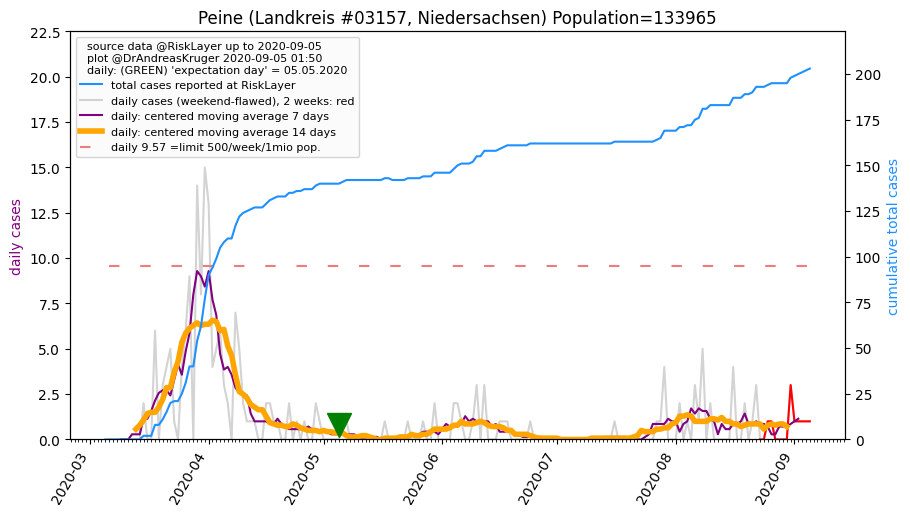 Peine (Landkreis #03157, Niedersachsen) Population=133965
source data @RiskLayer up to 2020-09-05
plot @DrAndreasKruger 2020-09-05 01:50
daily: (GREEN) 'expectation day' = 05.05.2020
total cases reported at RiskLayer
daily cases (weekend-flawed), 2 weeks: red
daily: centered moving average 7 days
daily: centered moving average 14 days
daily 9.57 =limit 500/week/1mio pop.
daily cases
22.5
20.0
17.5
15.0
12.5
10.0
7.5
5.0
2.5
0.0
cumulative total cases
200
175
150
125
100
75
50
25
0
2020-03
2020-04
2020-05
2020-06
2020-07
2020-08
2020-09